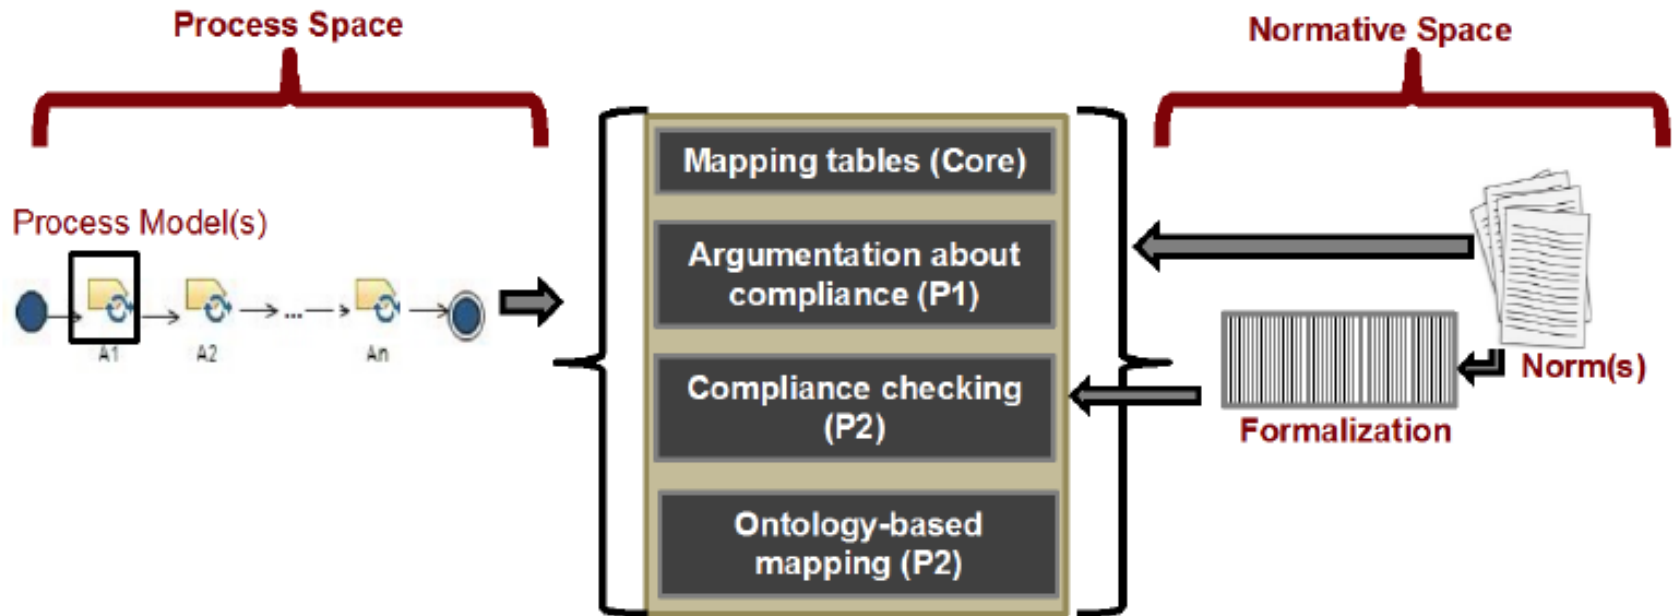 Process Space
Normative Space
Process Model(s)
A1
A2
...
An
Mapping tables (Core)
Argumentation about
compliance (P1)
Compliance checking
(P2)
Ontology-based
mapping (P2)
Norm(s)
Formalization